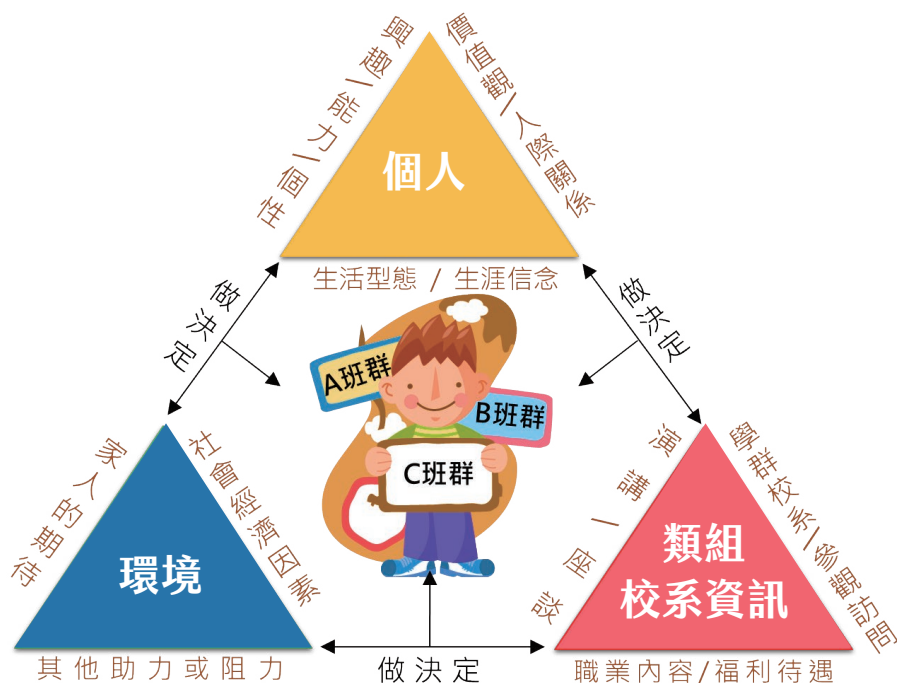 興趣/能力/個性
價值觀/人際關係
個人
生活型態 / 生涯信念
做決定
做決定
A班群
B班群
C班群
家人的期待
社會經濟因素
環境
其他助力或阻力
演講/座談
學群校系/參觀訪問
類組
校系資訊
職業內容/福利待遇
做決定